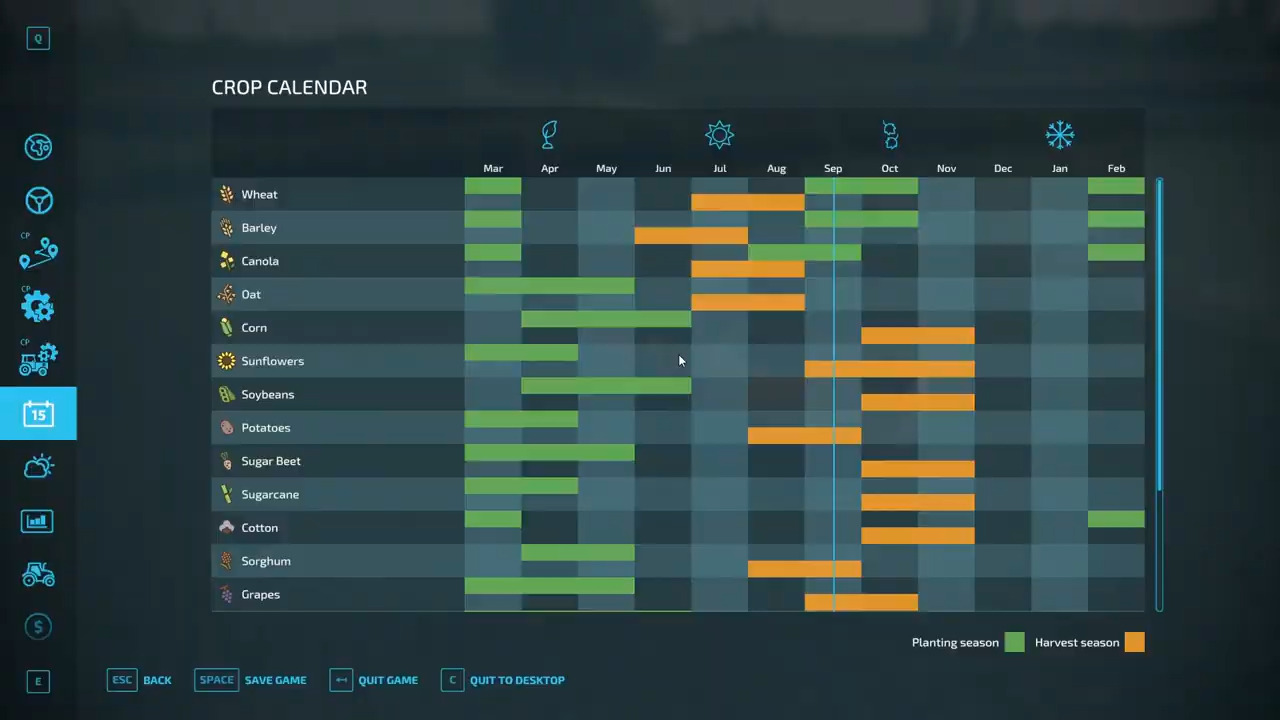 Q
CROP CALENDAR
Mar Apr May Jun Jul Aug Sep Oct Nov Dec Jan Feb
Wheat
Barley
CP
Canola
Oat
CP
Corn
CP
Sunflowers
Soybeans
15
Potatoes
Sugar Beet
Sugarcane
Cotton
Sorghum
Grapes
$
Planting season Harvest season
E
ESC BACK SPACE SAVE GAME QUIT GAME C QUIT TO DESKTOP